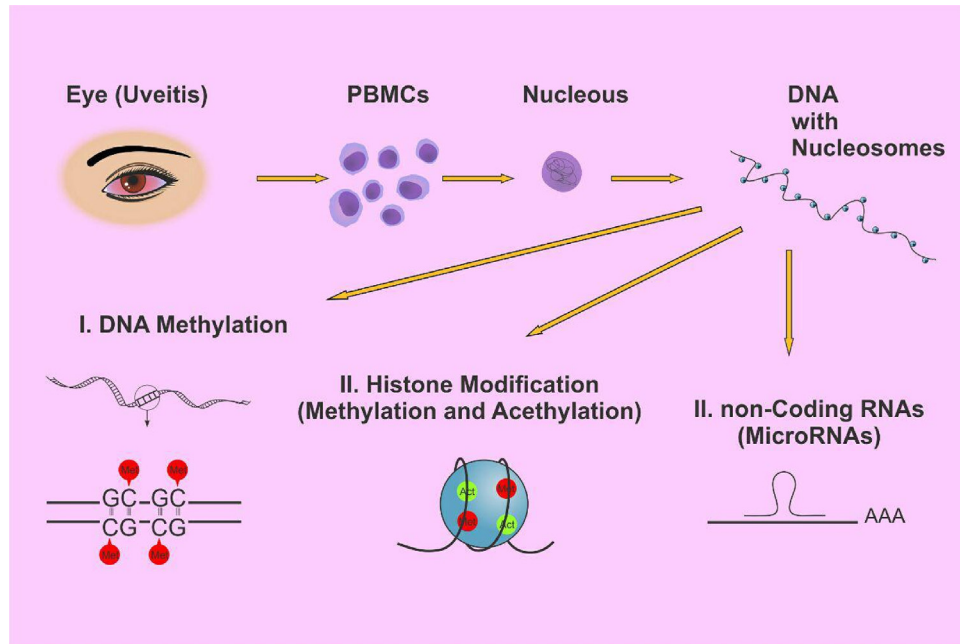 Eye (Uveitis)
PBMCs
Nucleous
DNA
with
Nucleosomes
I. DNA Methylation
II. Histone Modification
(Methylation and Acethylation)
II. non-Coding RNAs
(MicroRNAs)
Met Met
GC GC
CG CG
Met Met
Act Met
Met Act
AAA